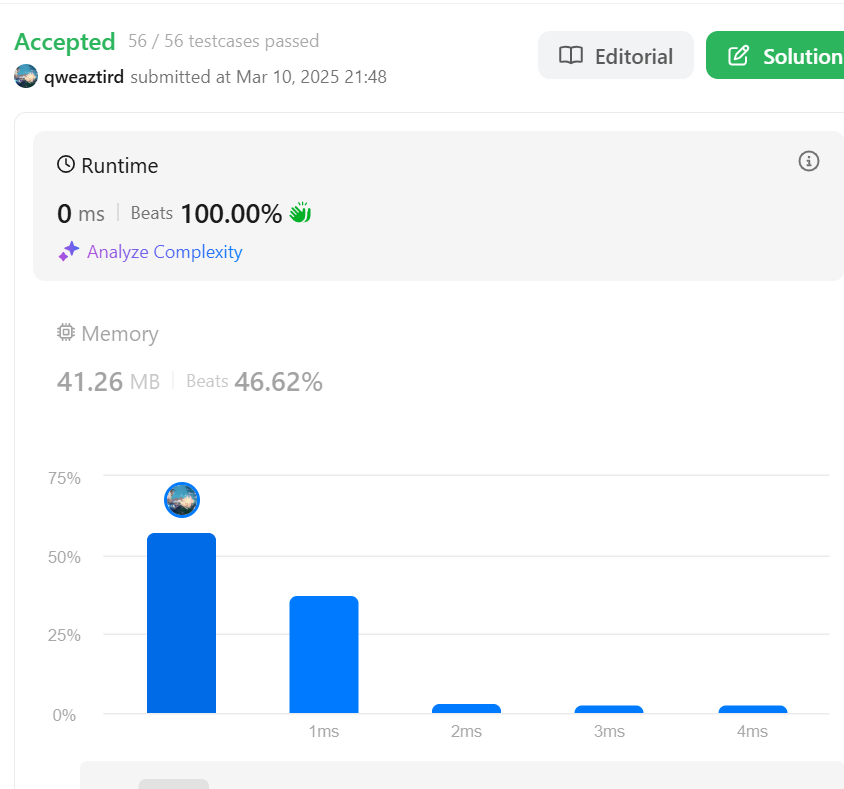 Accepted 56 / 56 testcases passed
qweaztird submitted at Mar 10, 2025 21:48
Editorial
Solution
Runtime
0 ms Beats 100.00%
Analyze Complexity
Memory
41.26 MB Beats 46.62%
75%
50%
25%
0%
1ms 2ms 3ms 4ms